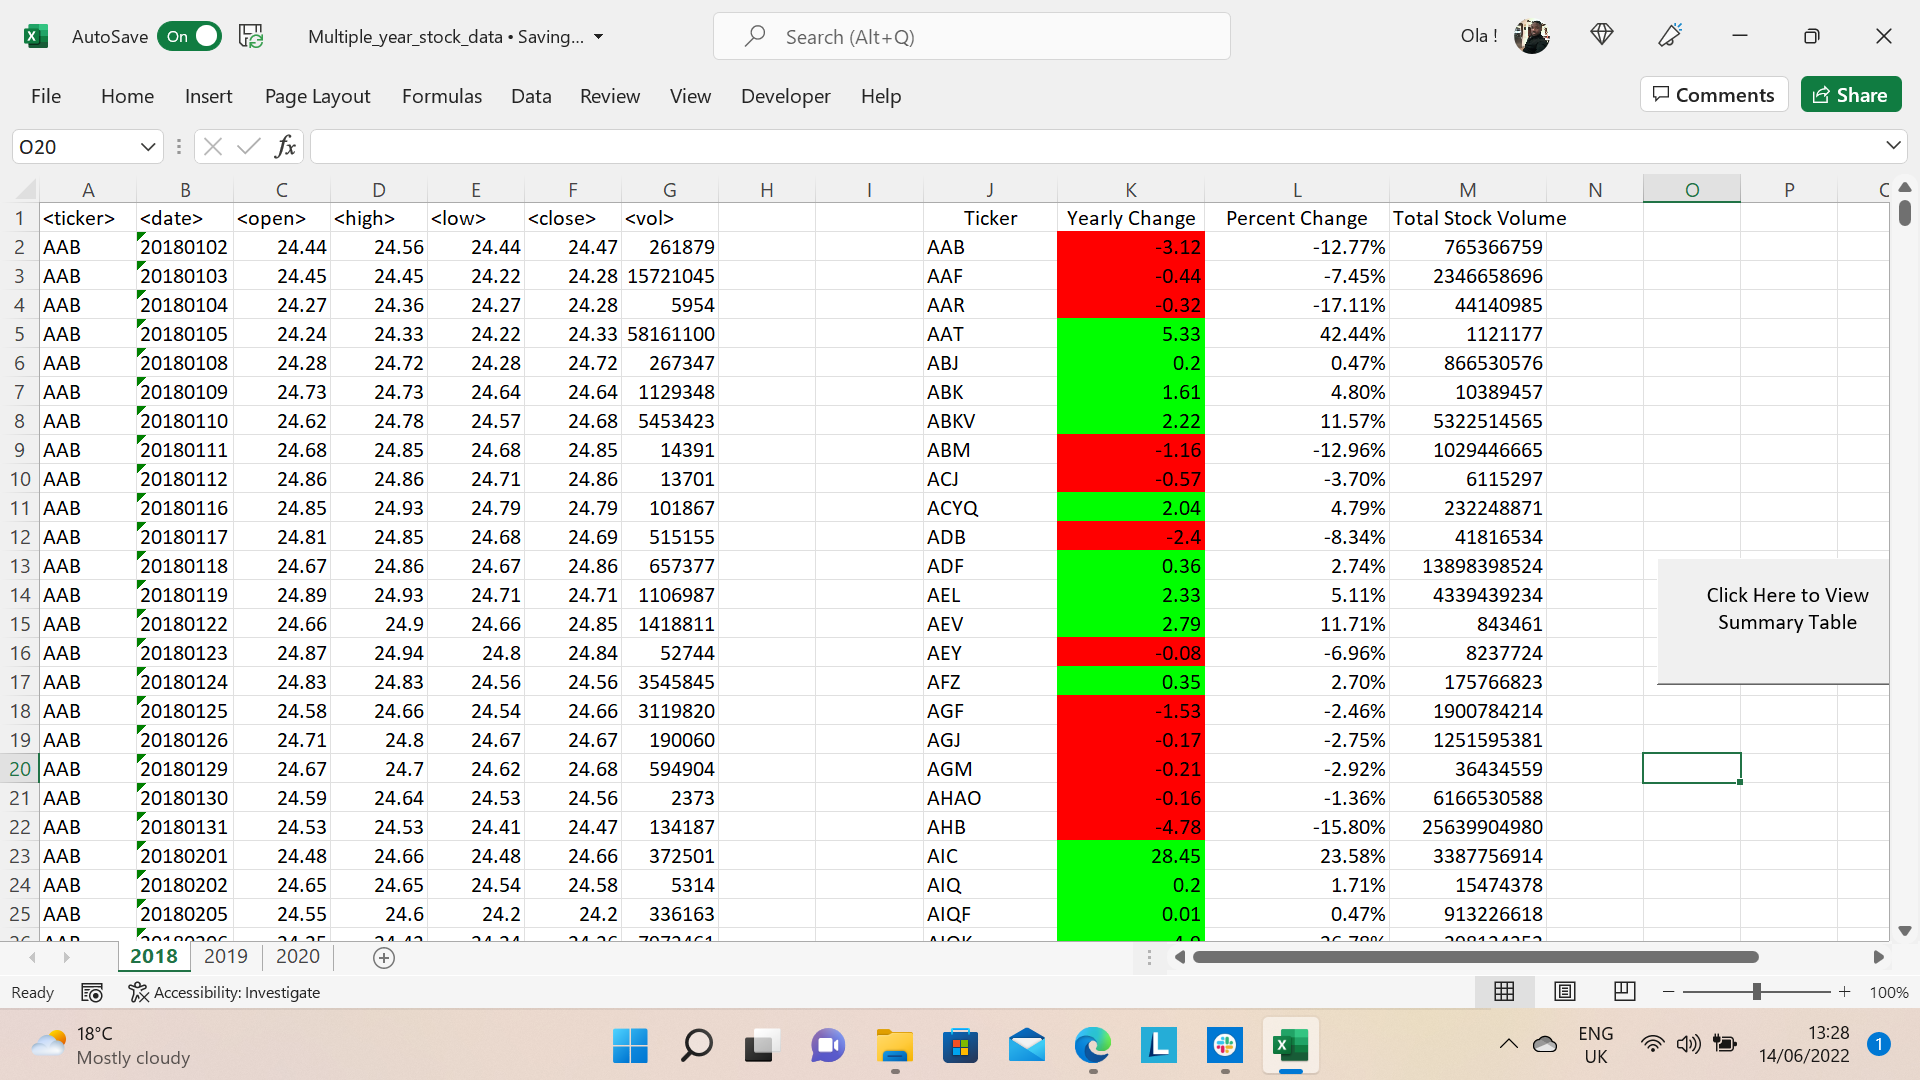 AutoSave On Multiple_year_stock_data • Saving... Search (Alt+Q) Ola !
File Home Insert Page Layout Formulas Data Review View Developer Help Comments Share
O20 fx
A B C D E F G H I J K L M N O P
1 <ticker> <date> <open> <high> <low> <close> <vol> Ticker Yearly Change Percent Change Total Stock Volume
2 AAB 20180102 24.44 24.56 24.44 24.47 261879 AAB -3.12 -12.77% 765366759
3 AAB 20180103 24.45 24.45 24.22 24.28 15721045 AAF -0.44 -7.45% 2346658696
4 AAB 20180104 24.27 24.36 24.27 24.28 5954 AAR -0.32 -17.11% 44140985
5 AAB 20180105 24.24 24.33 24.22 24.33 58161100 AAT 5.33 42.44% 1121177
6 AAB 20180108 24.28 24.72 24.28 24.72 267347 ABJ 0.2 0.47% 866530576
7 AAB 20180109 24.73 24.73 24.64 24.64 1129348 ABK 1.61 4.80% 10389457
8 AAB 20180110 24.62 24.78 24.57 24.68 5453423 ABKV 2.22 11.57% 5322514565
9 AAB 20180111 24.68 24.85 24.68 24.85 14391 ABM -1.16 -12.96% 1029446665
10 AAB 20180112 24.86 24.86 24.71 24.86 13701 ACJ -0.57 -3.70% 6115297
11 AAB 20180116 24.85 24.93 24.79 24.79 101867 ACYQ 2.04 4.79% 232248871
12 AAB 20180117 24.81 24.85 24.68 24.69 515155 ADB -2.4 -8.34% 41816534
13 AAB 20180118 24.67 24.86 24.67 24.86 657377 ADF 0.36 2.74% 13898398524
14 AAB 20180119 24.89 24.93 24.71 24.71 1106987 AEL 2.33 5.11% 4339439234 Click Here to View
15 AAB 20180122 24.66 24.9 24.66 24.85 1418811 AEV 2.79 11.71% 843461 Summary Table
16 AAB 20180123 24.87 24.94 24.8 24.84 52744 AEY -0.08 -6.96% 8237724
17 AAB 20180124 24.83 24.83 24.56 24.56 3545845 AFZ 0.35 2.70% 175766823
18 AAB 20180125 24.58 24.66 24.54 24.66 3119820 AGF -1.53 -2.46% 1900784214
19 AAB 20180126 24.71 24.8 24.67 24.67 190060 AGJ -0.17 -2.75% 1251595381
20 AAB 20180129 24.67 24.7 24.62 24.68 594904 AGM -0.21 -2.92% 36434559
21 AAB 20180130 24.59 24.64 24.53 24.56 2373 AHAO -0.16 -1.36% 6166530588
22 AAB 20180131 24.53 24.53 24.41 24.47 134187 AHB -4.78 -15.80% 25639904980
23 AAB 20180201 24.48 24.66 24.48 24.66 372501 AIC 28.45 23.58% 3387756914
24 AAB 20180202 24.65 24.65 24.54 24.58 5314 AIQ 0.2 1.71% 15474378
25 AAB 20180205 24.55 24.6 24.2 24.2 336163 AIQF 0.01 0.47% 913226618
2018 2019 2020
Ready Accessibility: Investigate 100%
18°C
Mostly cloudy
ENG
UK
13:28
14/06/2022
1